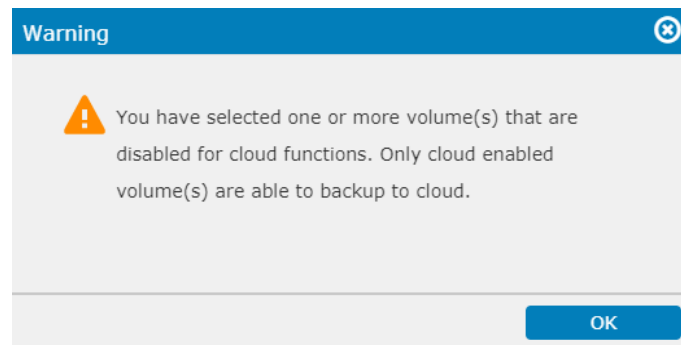 Warning
You have selected one or more volume(s) that are
disabled for cloud functions. Only cloud enabled
volume(s) are able to backup to cloud.
OK